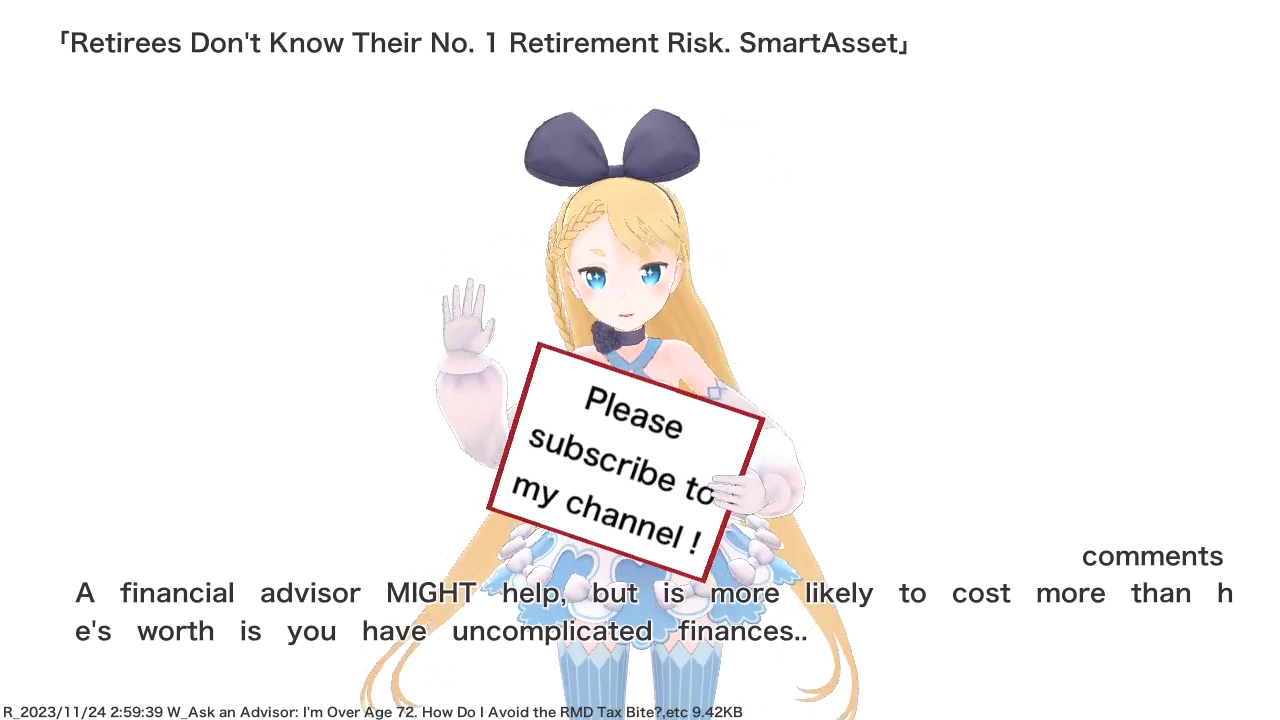 「Retirees Don't Know Their No. 1 Retirement Risk. SmartAsset」
Please
subscribe to
my channel !
comments
A financial advisor MIGHT help, but is more likely to cost more than h
e's worth is you have uncomplicated finances..
R_2023/11/24 2:59:39 W_Ask an Advisor: I'm Over Age 72. How Do I Avoid the RMD Tax Bite?,etc 9.42KB